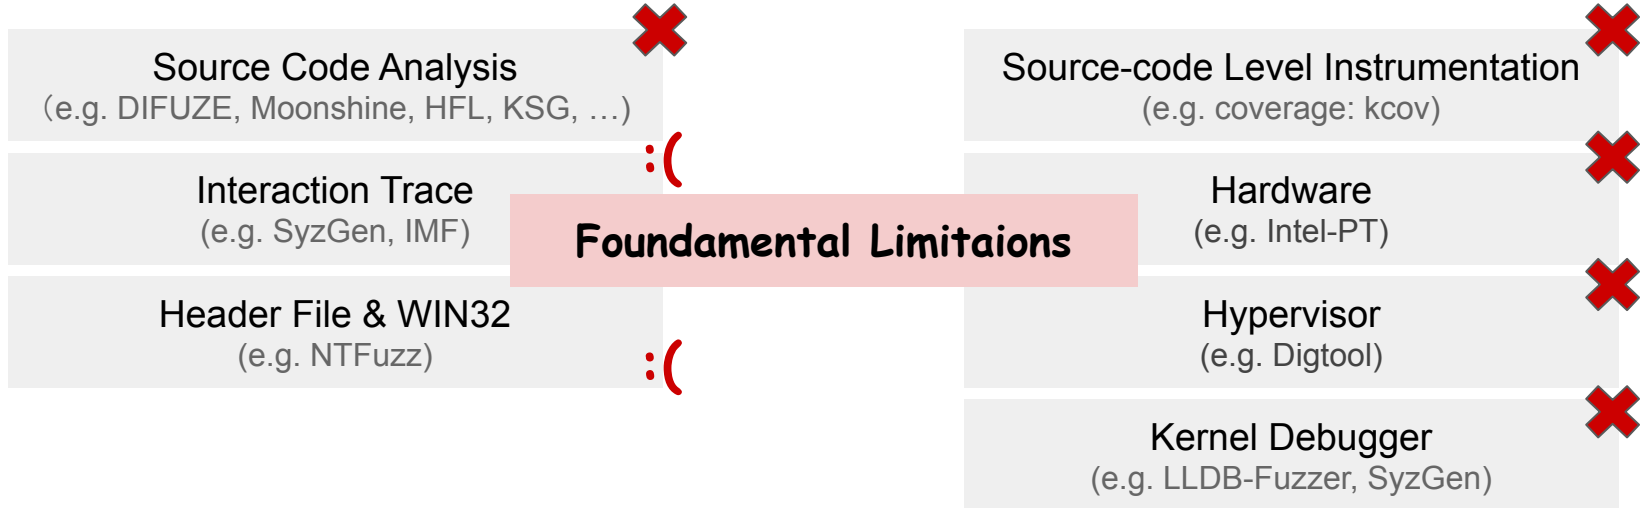 Source Code Analysis
(e.g. DIFUZE, Moonshine, HFL, KSG, …)
:(
Interaction Trace
(e.g. SyzGen, IMF)
Header File & WIN32
(e.g. NTFuzz)
:(
Foundamental Limitaions
Source-code Level Instrumentation
(e.g. coverage: kcov)
Hardware
(e.g. Intel-PT)
Hypervisor
(e.g. Digtool)
Kernel Debugger
(e.g. LLDB-Fuzzer, SyzGen)